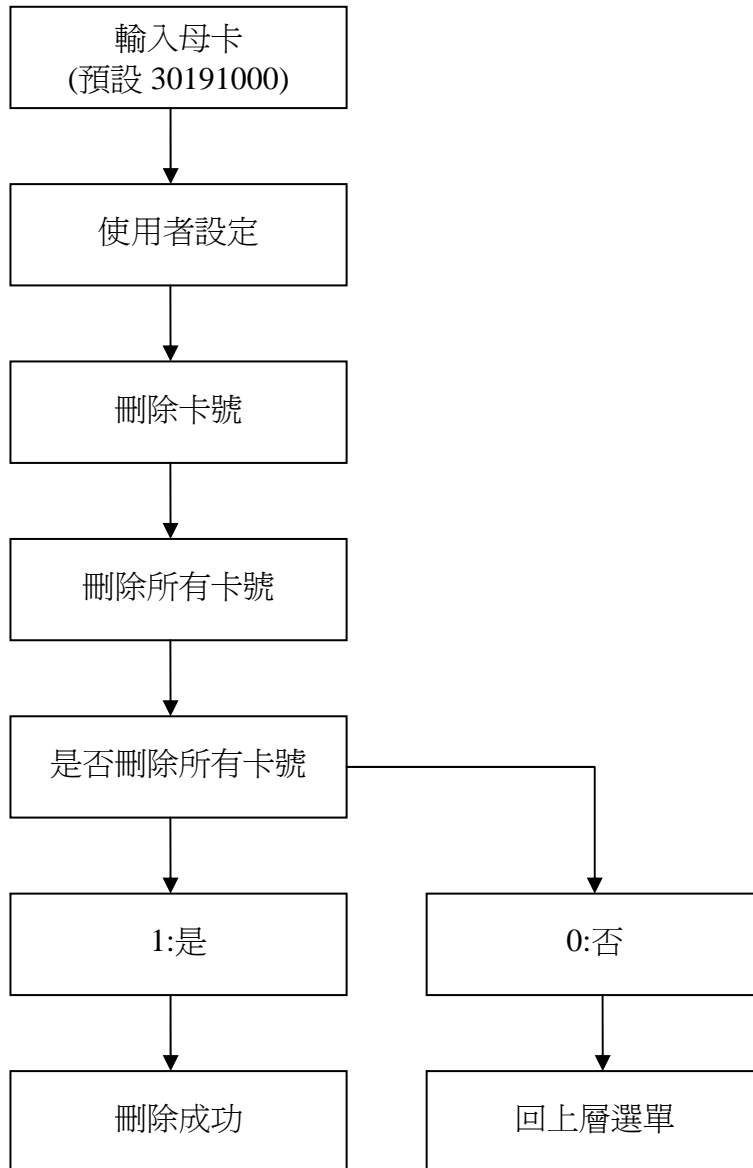 輸入母卡
(預設 30191000)
使用者設定
刪除卡號
刪除所有卡號
是否刪除所有卡號
1:是
0:否
刪除成功
回上層選單